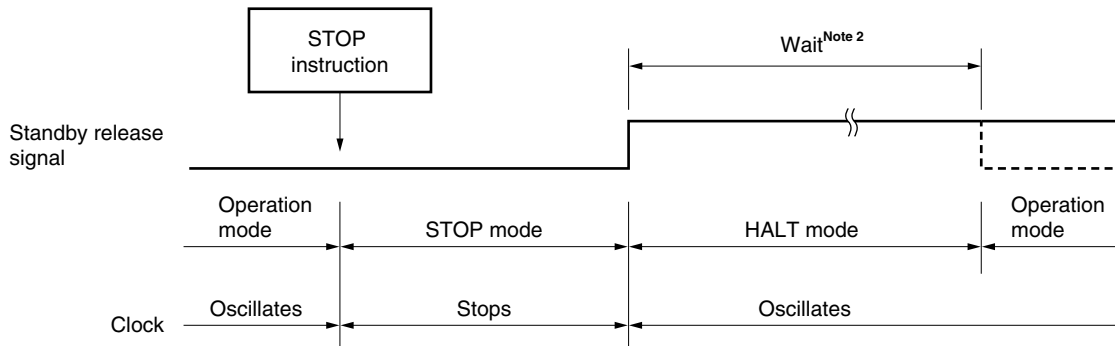 STOP
instruction
Wait Note 2
Standby release
signal
Operation
mode
STOP mode
HALT mode
Operation
mode
Clock
Oscillates
Stops
Oscillates